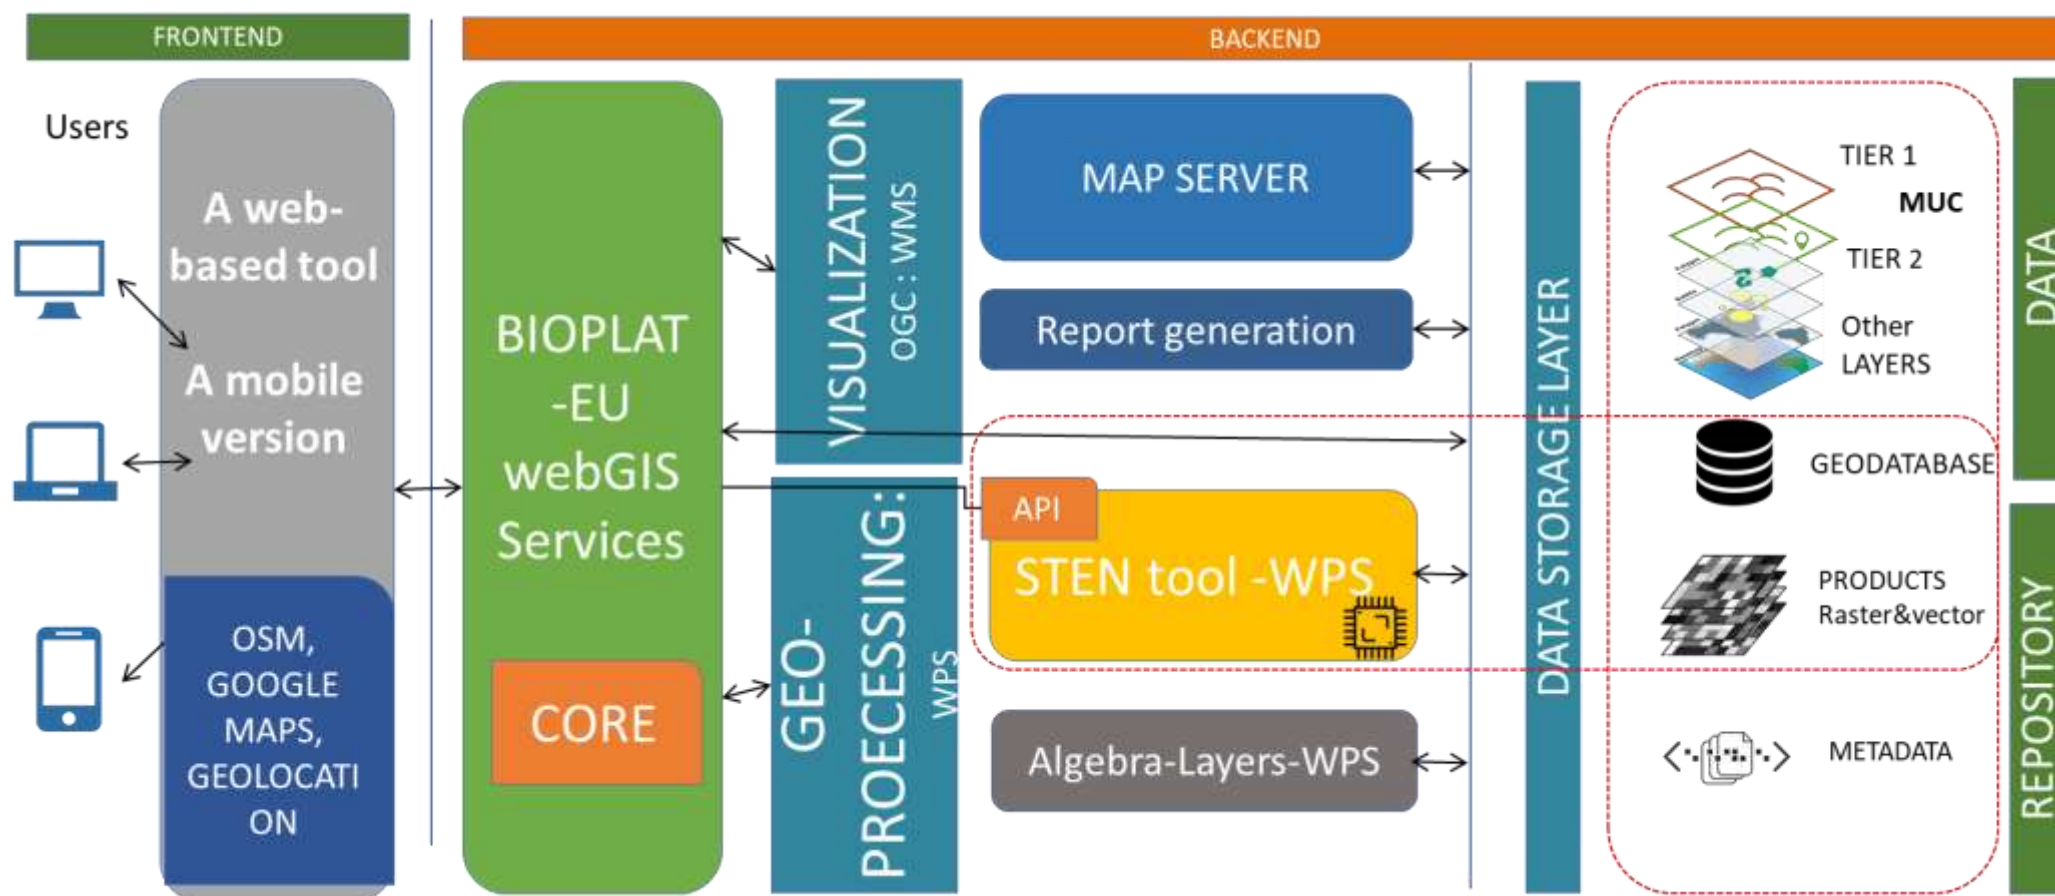 FRONTEND
BACKEND
Users
A web-
based tool
A mobile
version
OSM,
GOOGLE
MAPS,
GEOLOCATI
ON
BIOPLAT
-EU
webGIS
Services
CORE
VISUALIZATION
OGC : WMS
GEO-
PROECESSING:
WPS
MAP SERVER
Report generation
API
STEN tool -WPS
Algebra-Layers-WPS
DATA STORAGE LAYER
TIER 1
MUC
TIER 2
Other
LAYERS
GEODATABASE
PRODUCTS
Raster&vector
METADATA
DATA
REPOSITORY